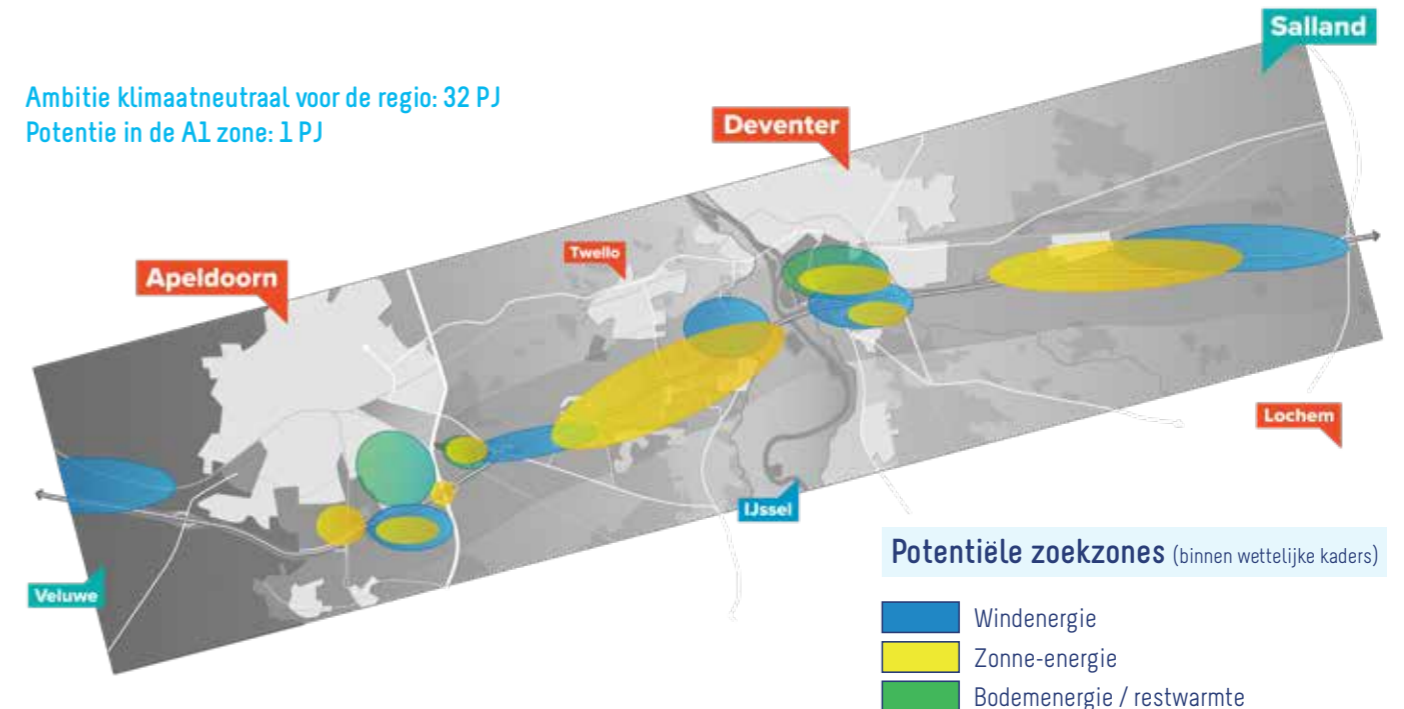 Salland
Ambitie klimaatneutraal voor de regio: 32 PJ
Potentie in de A1 zone: 1 PJ
Deventer
Twello
Apeldoorn
Lochem
IJssel
Veluwe
Potentiële zoekzones (binnen wettelijke kaders)
Windenergie
Zonne-energie
Bodemenergie / restwarmte